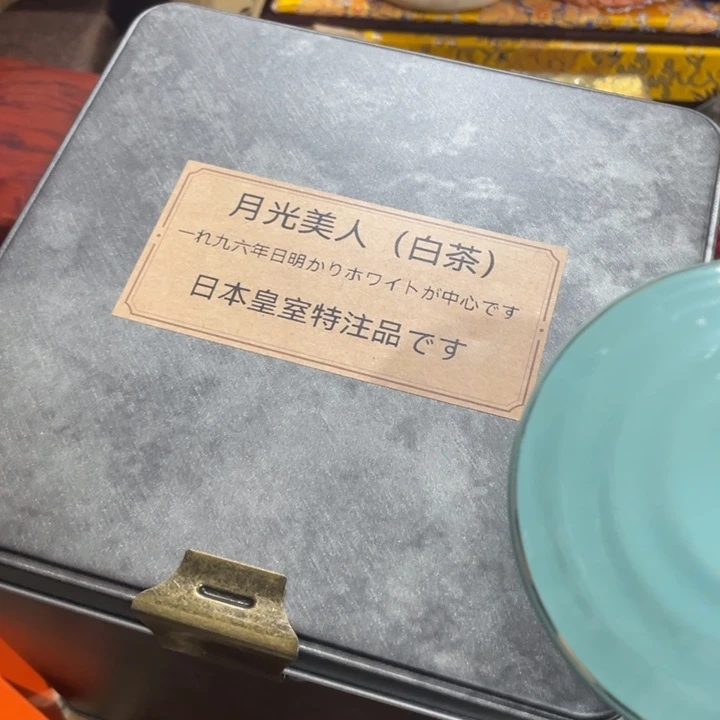 月光美人（白茶）
一れ九六年日明かりホワイトが中心です
日本皇室特注品です